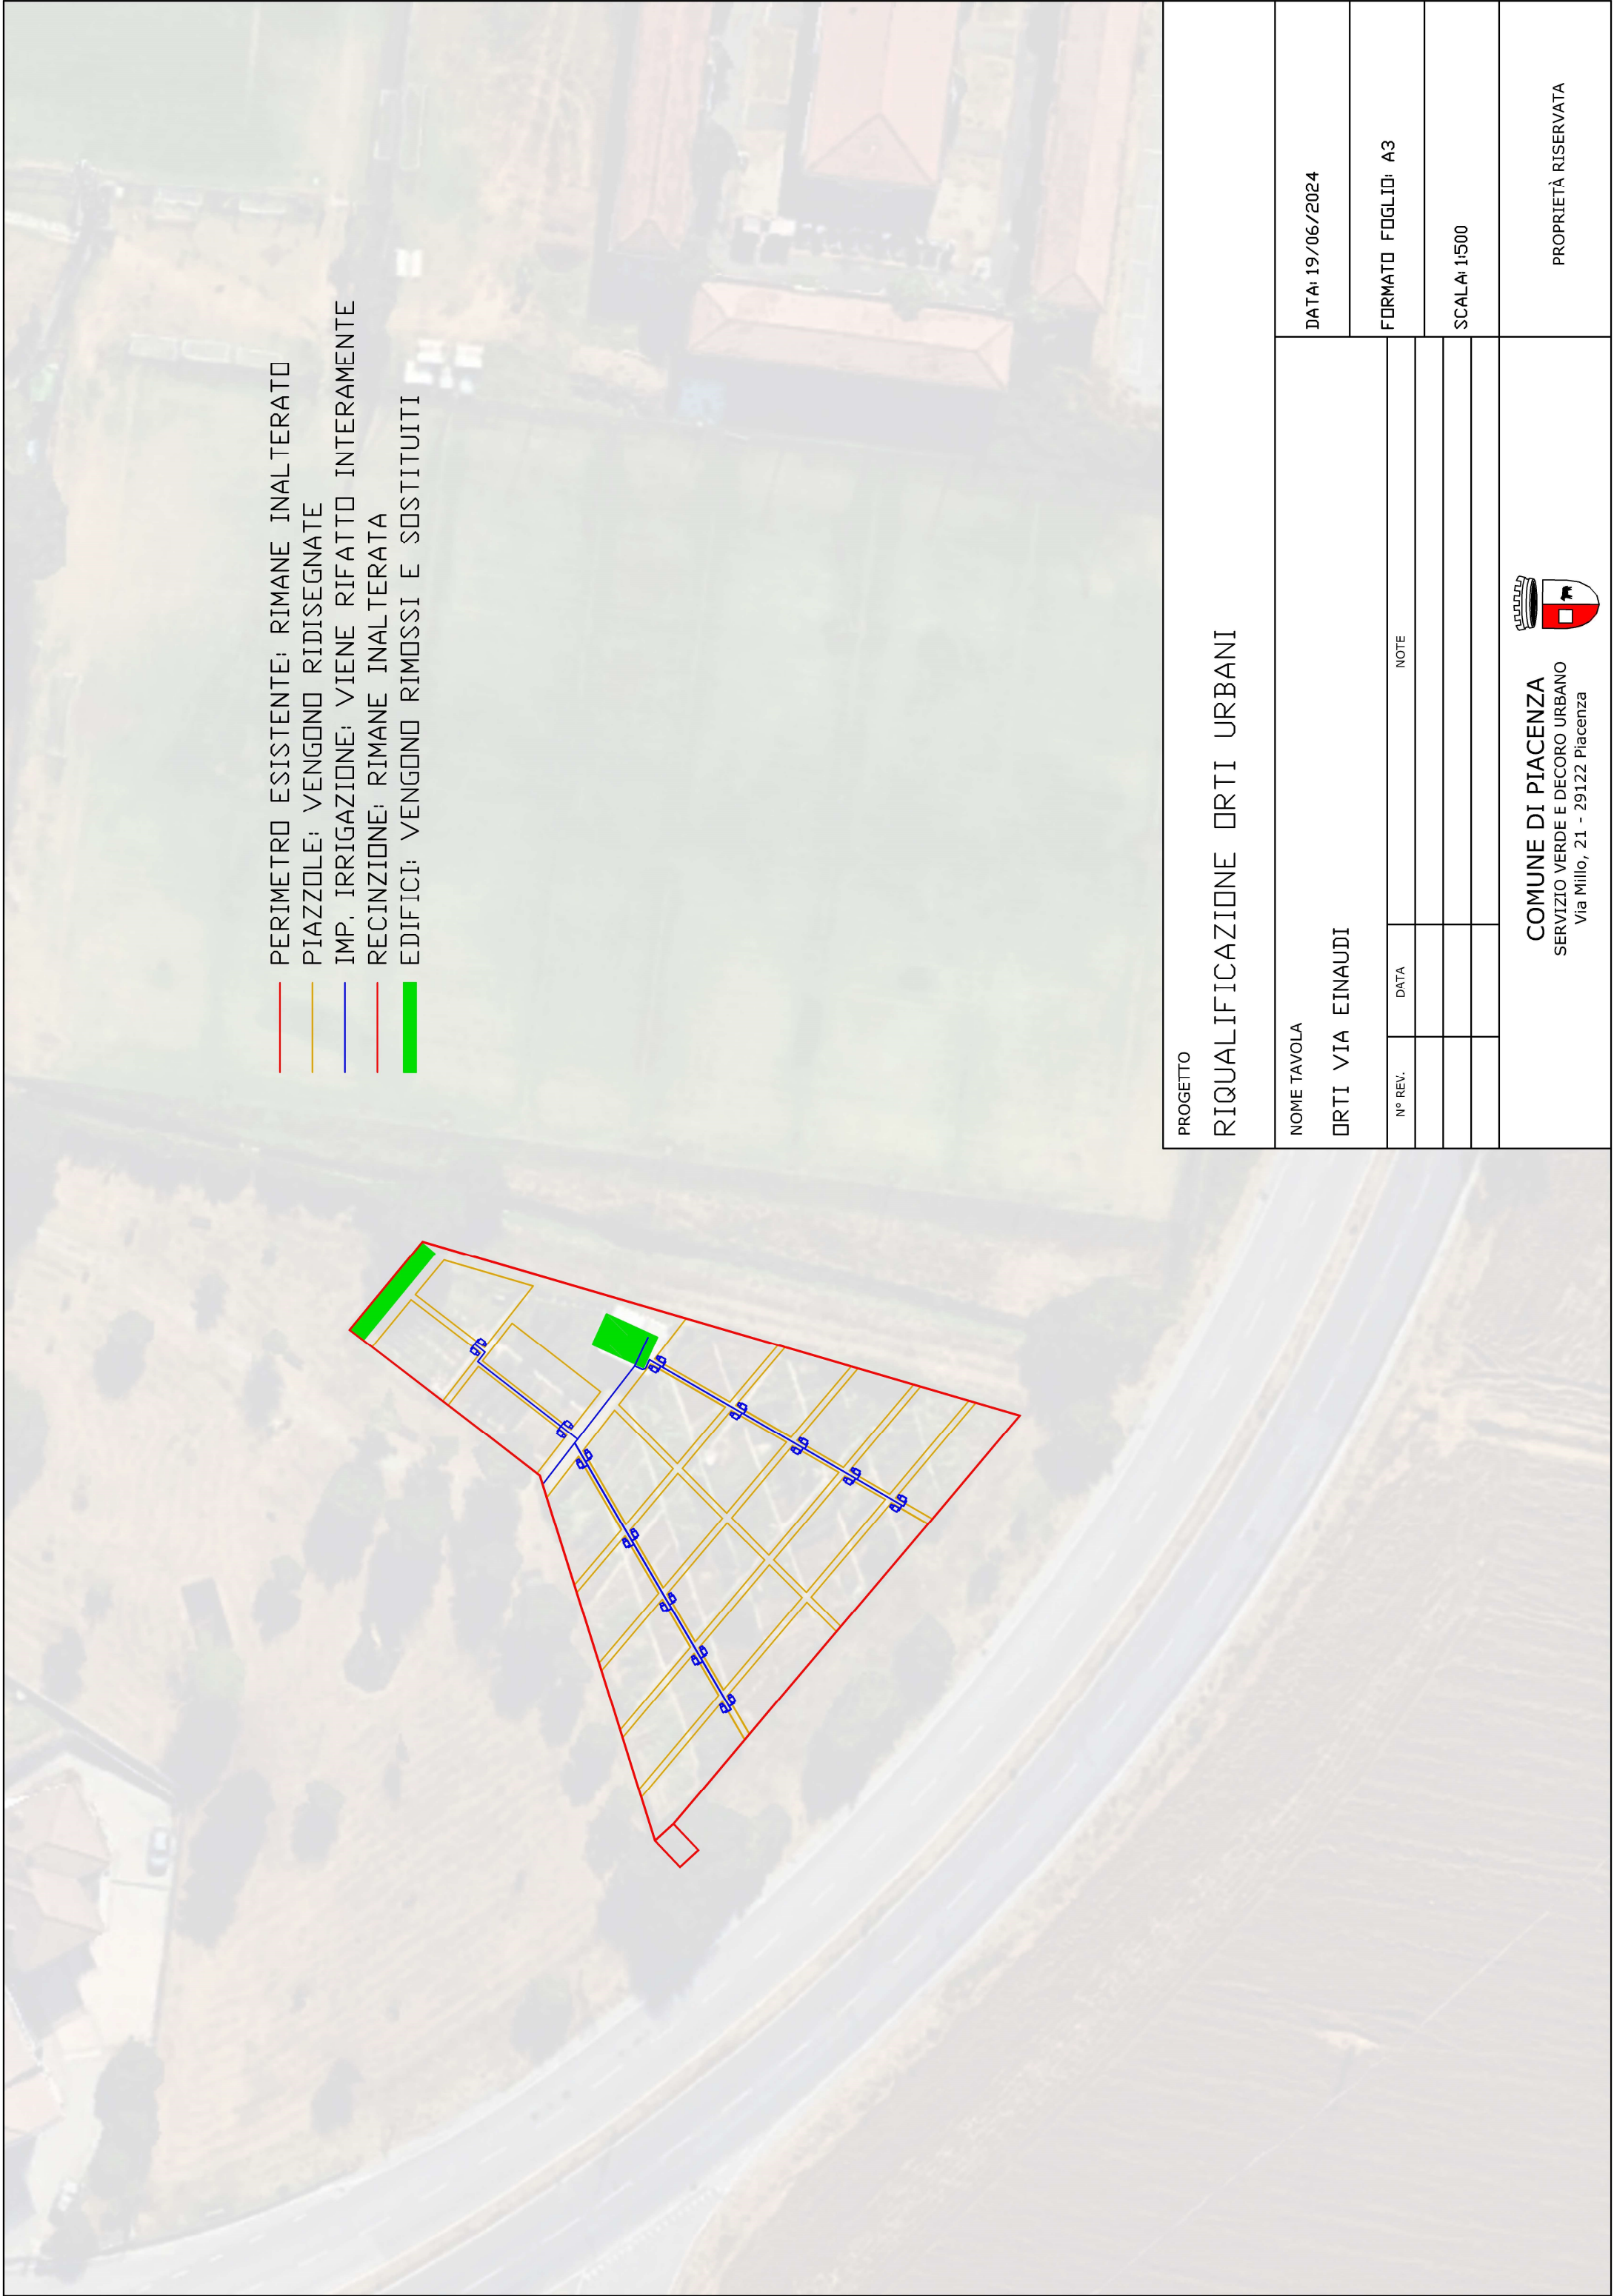 PERIMETRO ESISTENTE: RIMANE INALTERATO
PIAZZOLE: VENGONO RIDISEGNATE
IMP. IRRIGAZIONE: VIENE RIFATTO INTERAMENTE
RECINZIONE: RIMANE INALTERATA
EDIFICI: VENGONO RIMOSSI E SOSTITUITI
PROGETTO
RIQUALIFICAZIONE ORTI URBANI
NOME TAVOLA
ORTI VIA EINAUDI
DATA: 19/06/2024
FORMATO FOGLIO: A3
SCALA: 1:500
N° REV.
DATA
NOTE
COMUNE DI PIACENZA
SERVIZIO VERDE E DECORO URBANO
Via Millo, 21 - 29122 Piacenza
PROPRIETÀ RISERVATA